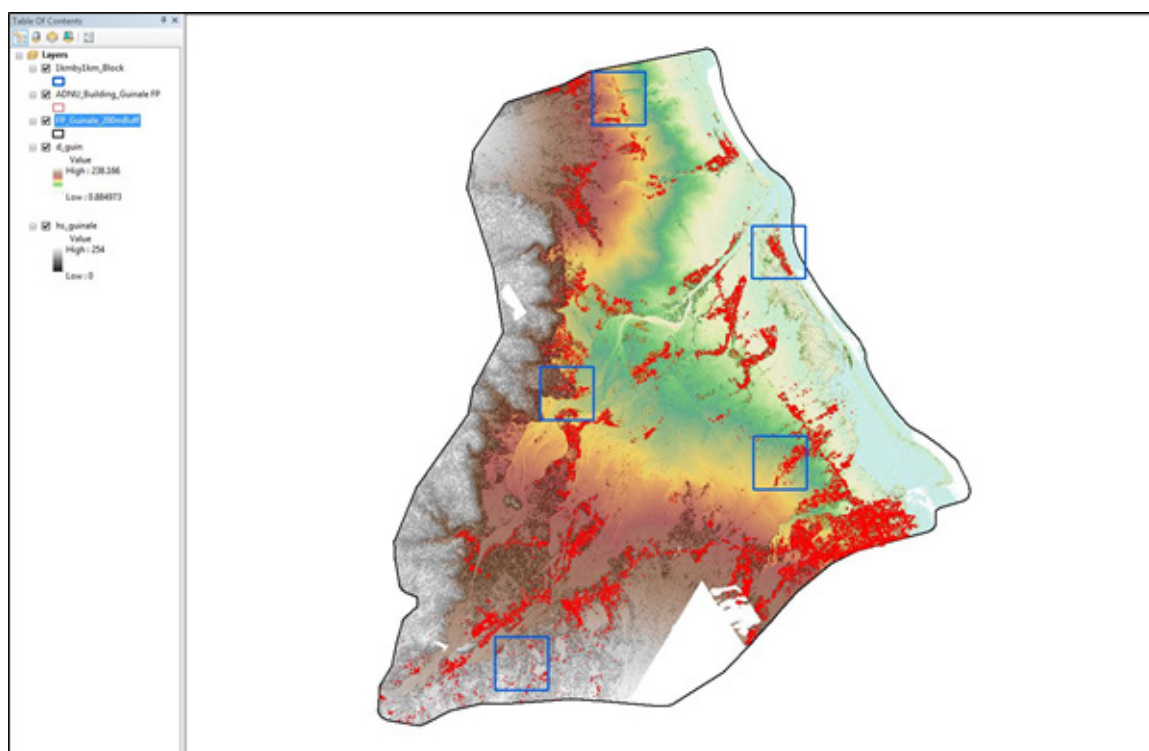 Table Of Contents
Layers
1kmby1km_Block
ADNU_Building_Guinale FP
FP_Guinale_200mBuff
d_guin
Value
High : 238.166
Low : 0.884973
hs_guinale
Value
High : 254
Low : 0